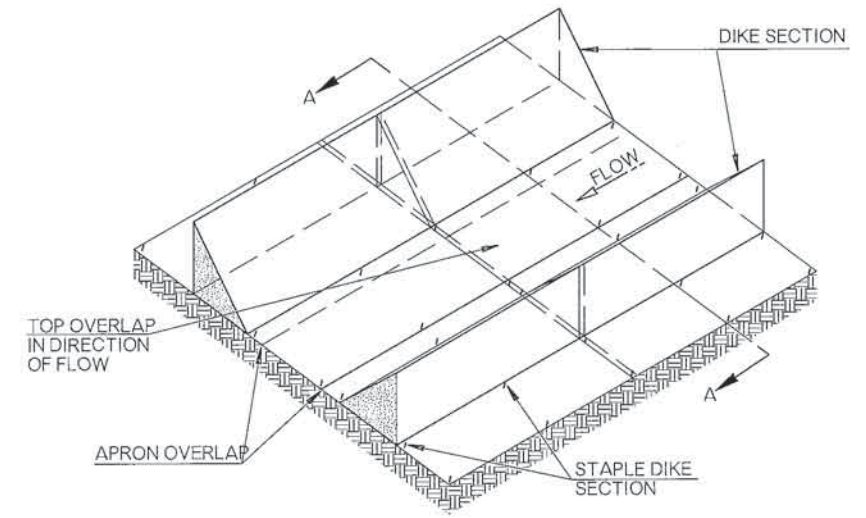 DIKE SECTION
A
FLOW
TOP OVERLAP
IN DIRECTION
OF FLOW
A
APRON OVERLAP
STAPLE DIKE
SECTION